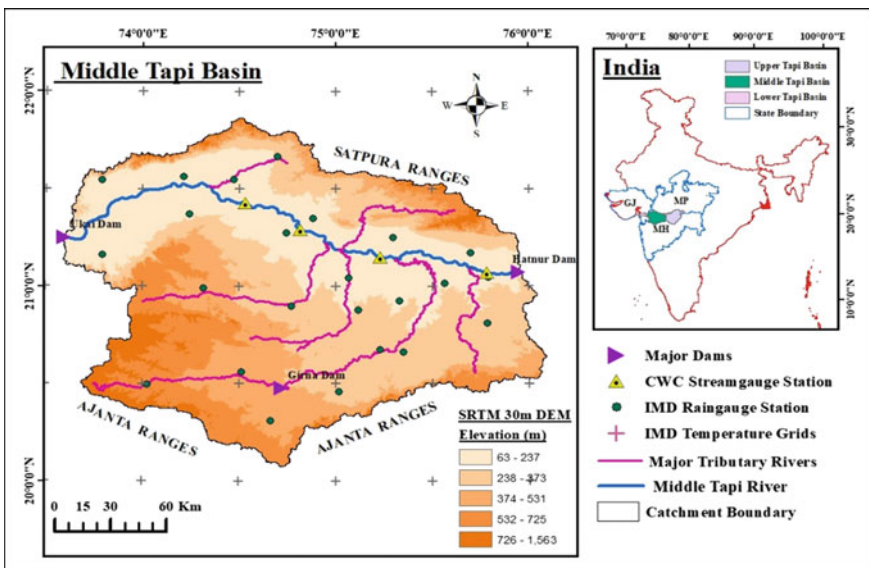 74°0'0"E 75°0'0"E 76°0'0"E
Middle Tapi Basin
22°0'0"N
21°0'0"N
20°0'0"N
N
W E
S
SATPURA RANGES
Ukai Dam
Hatnur Dam
Girna Dam
AJANTA RANGES
AJANTA RANGES
SRTM 30m DEM
Elevation (m)
63 - 237
238 - 373
374 - 531
532 - 725
726 - 1,563
0 15 30 60 Km
70°0'0"E 80°0'0"E 90°0'0"E 100°0'0"E
India
Upper Tapi Basin
Middle Tapi Basin
Lower Tapi Basin
State Boundary
30°0'0"N
20°0'0"N
10°0'0"N
GJ
MP
MH
Major Dams
CWC Streamgauge Station
IMD Raingauge Station
IMD Temperature Grids
Major Tributary Rivers
Middle Tapi River
Catchment Boundary